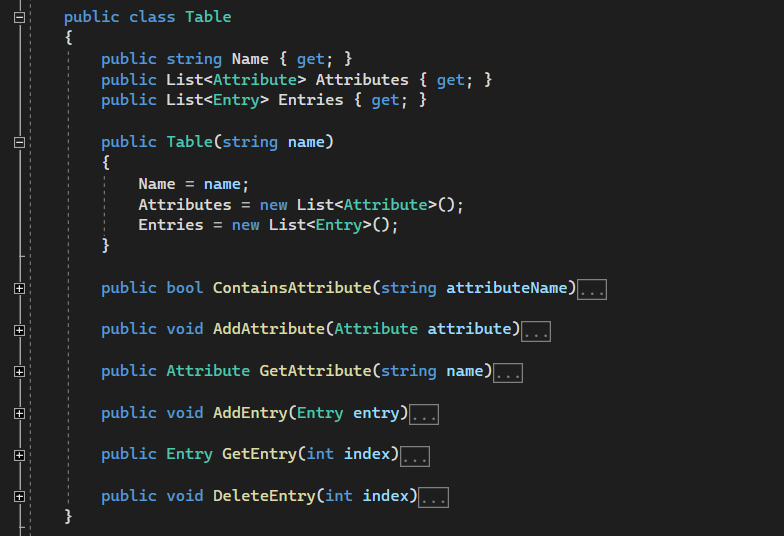 public class Table
{
public string Name { get; }
public List<Attribute> Attributes { get; }
public List<Entry> Entries { get; }
public Table(string name)
{
Name = name;
Attributes = new List<Attribute>();
Entries = new List<Entry>();
}
public bool ContainsAttribute(string attributeName)...
public void AddAttribute(Attribute attribute)...
public Attribute GetAttribute(string name)...
public void AddEntry(Entry entry)...
public Entry GetEntry(int index)...
public void DeleteEntry(int index)...
}